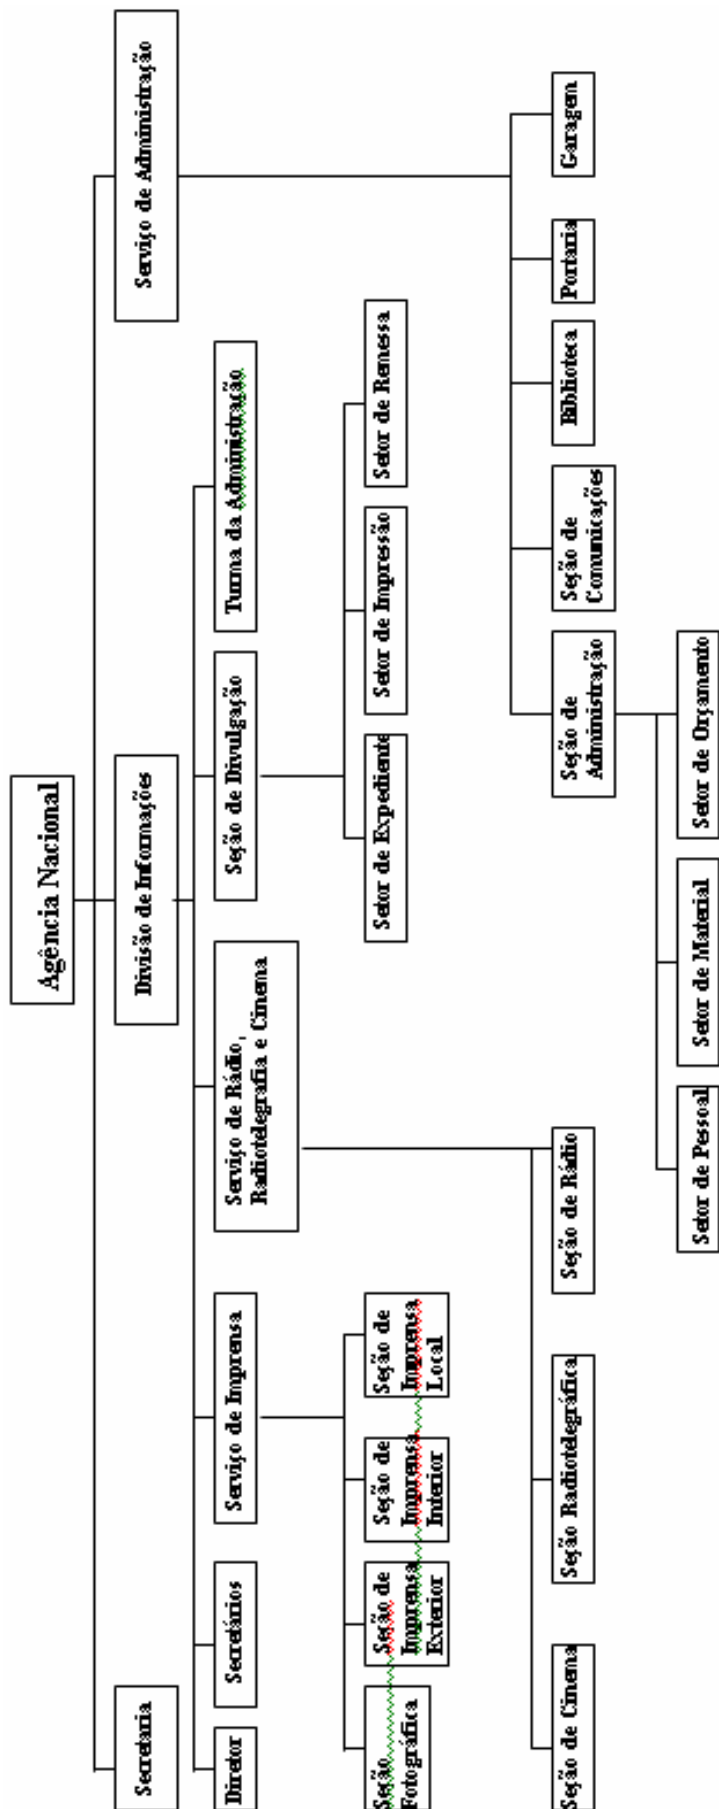 Agência Nacional
Secretaria
Divisão de Informações
Serviço de Administração
Diretor
Secretários
Serviço de Imprensa
Serviço de Rádio,
Radiotelegrafia e Cinema
Seção de Divulgação
Turma da Administração
Seção
Fotográfica
Seção de
Imprensa
Exterior
Seção de
Imprensa
Interior
Seção de
Imprensa
Local
Setor de Expediente
Setor de Impressão
Setor de Remessa
Seção de Cinema
Seção Radiotelegráfica
Seção de Rádio
Seção de
Administração
Seção de
Comunicações
Biblioteca
Portaria
Garagem
Setor de Pessoal
Setor de Material
Setor de Orçamento